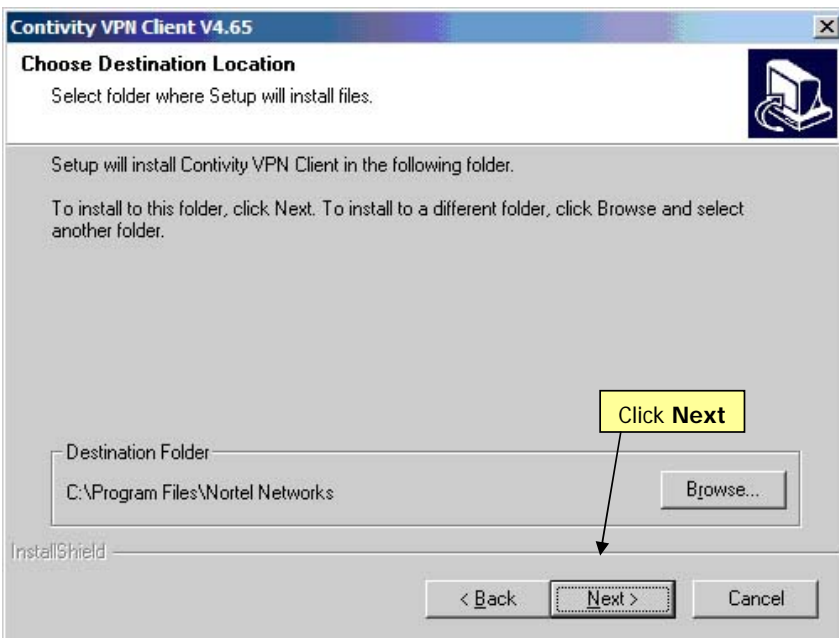 Contivity VPN Client V4.65
Choose Destination Location
Select folder where Setup will install files.
Setup will install Contivity VPN Client in the following folder.
To install to this folder, click Next. To install to a different folder, click Browse and select
another folder.
Click Next
Destination Folder
C:\Program Files\Nortel Networks
Browse...
InstallShield
< Back
Next >
Cancel